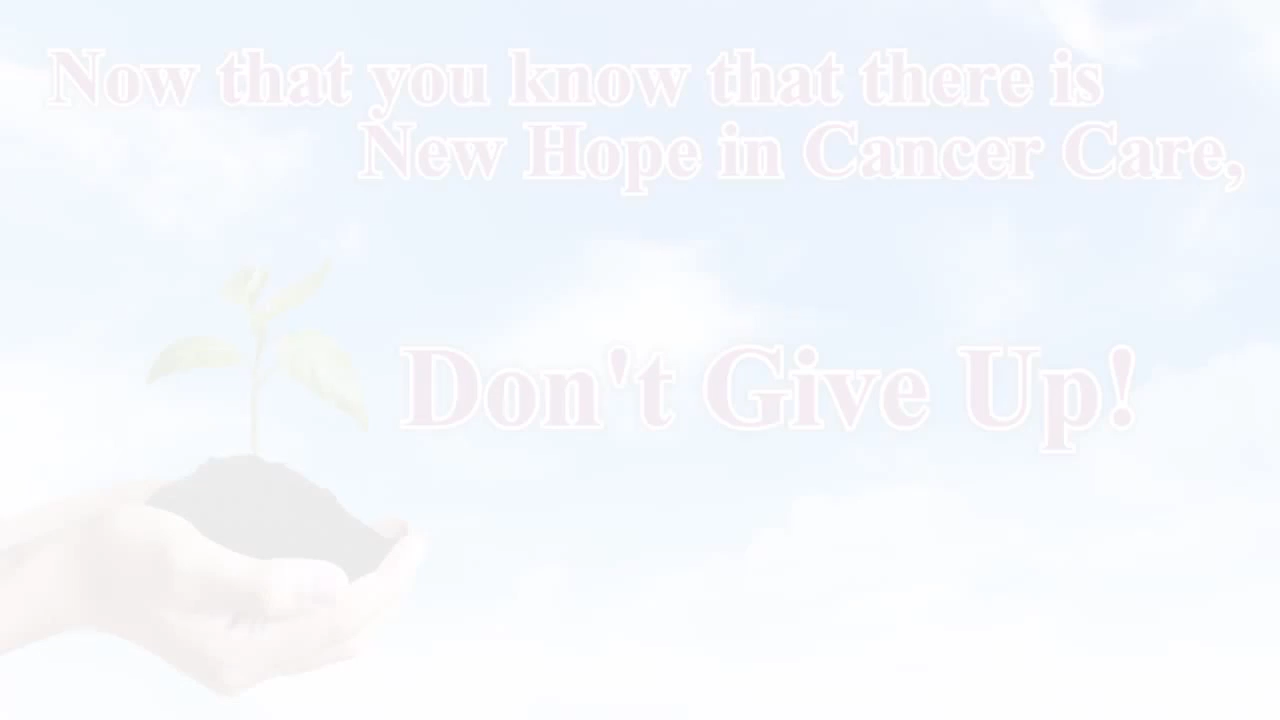 Now that you know that there is
New Hope in Cancer Care,
Don't Give Up!